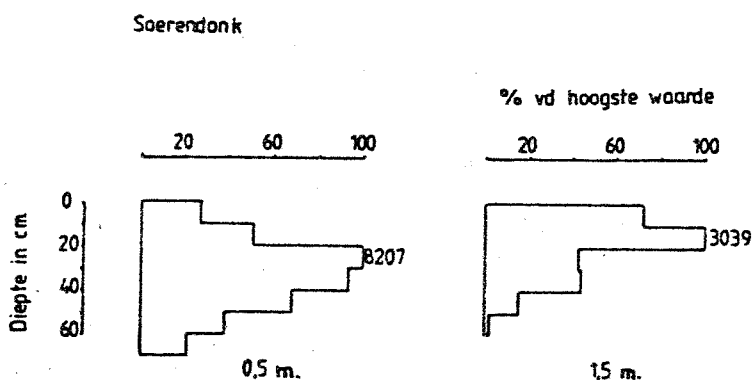 Soerendonk
% vd hoogste waarde
20 60 100
20 60 100
Diepte in cm
0
20
40
60
8207
3039
0,5 m.
1,5 m.